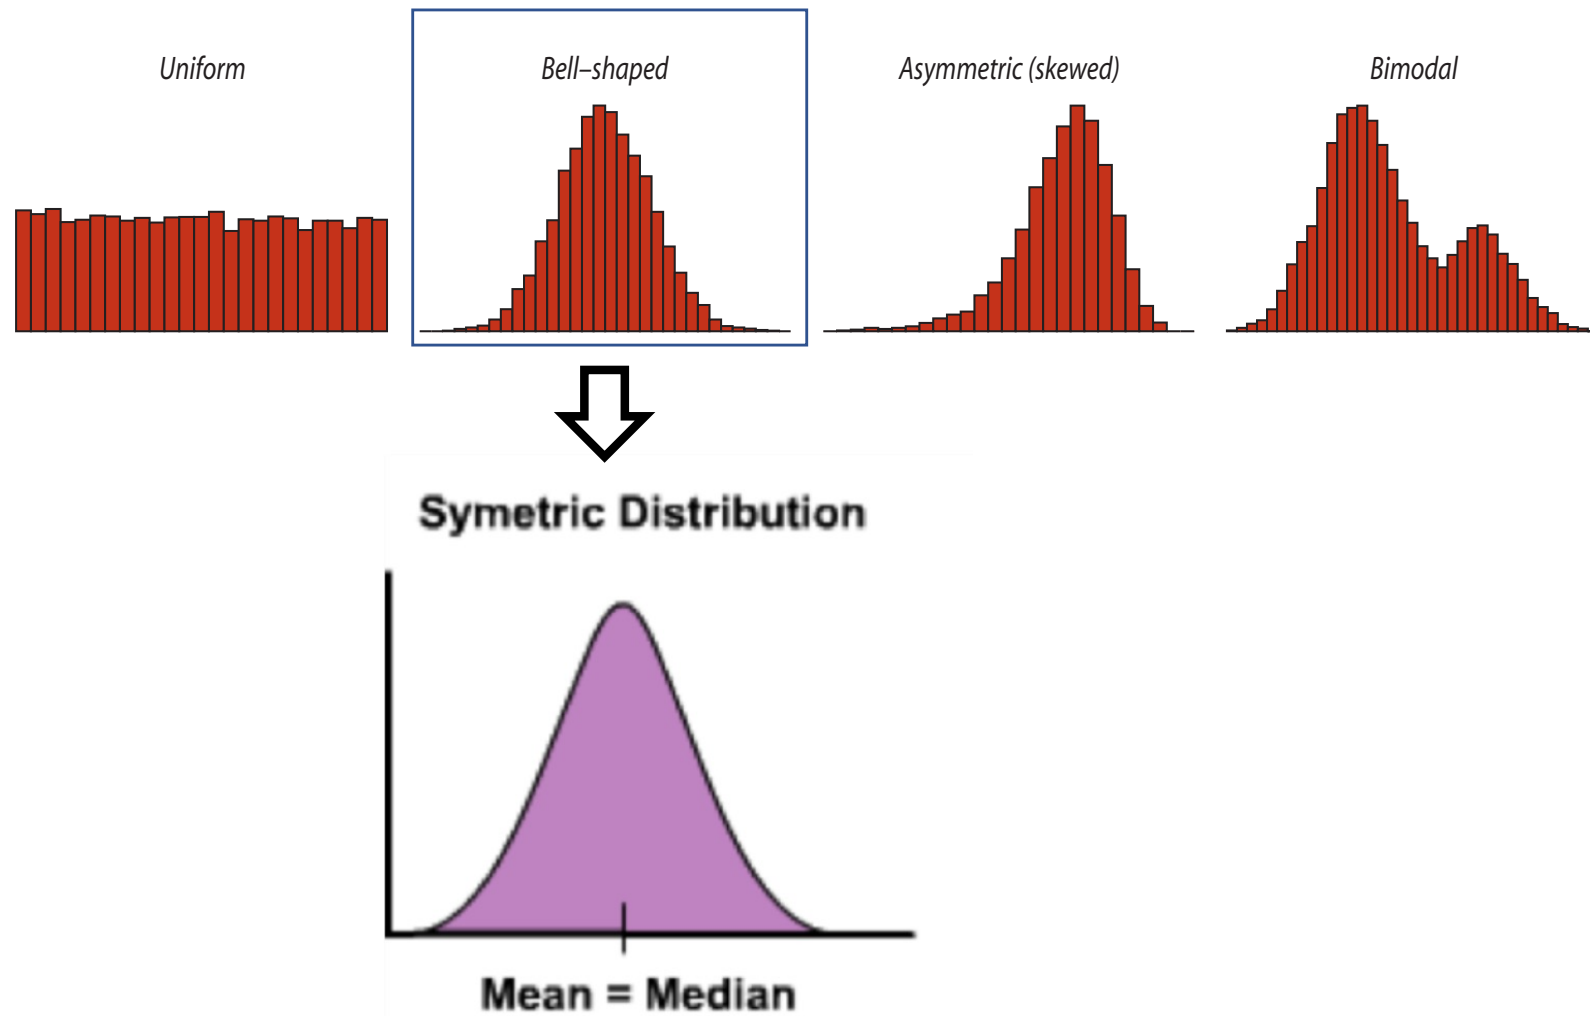 Uniform
Bell–shaped
Asymmetric (skewed)
Bimodal
Symetric Distribution
Mean = Median